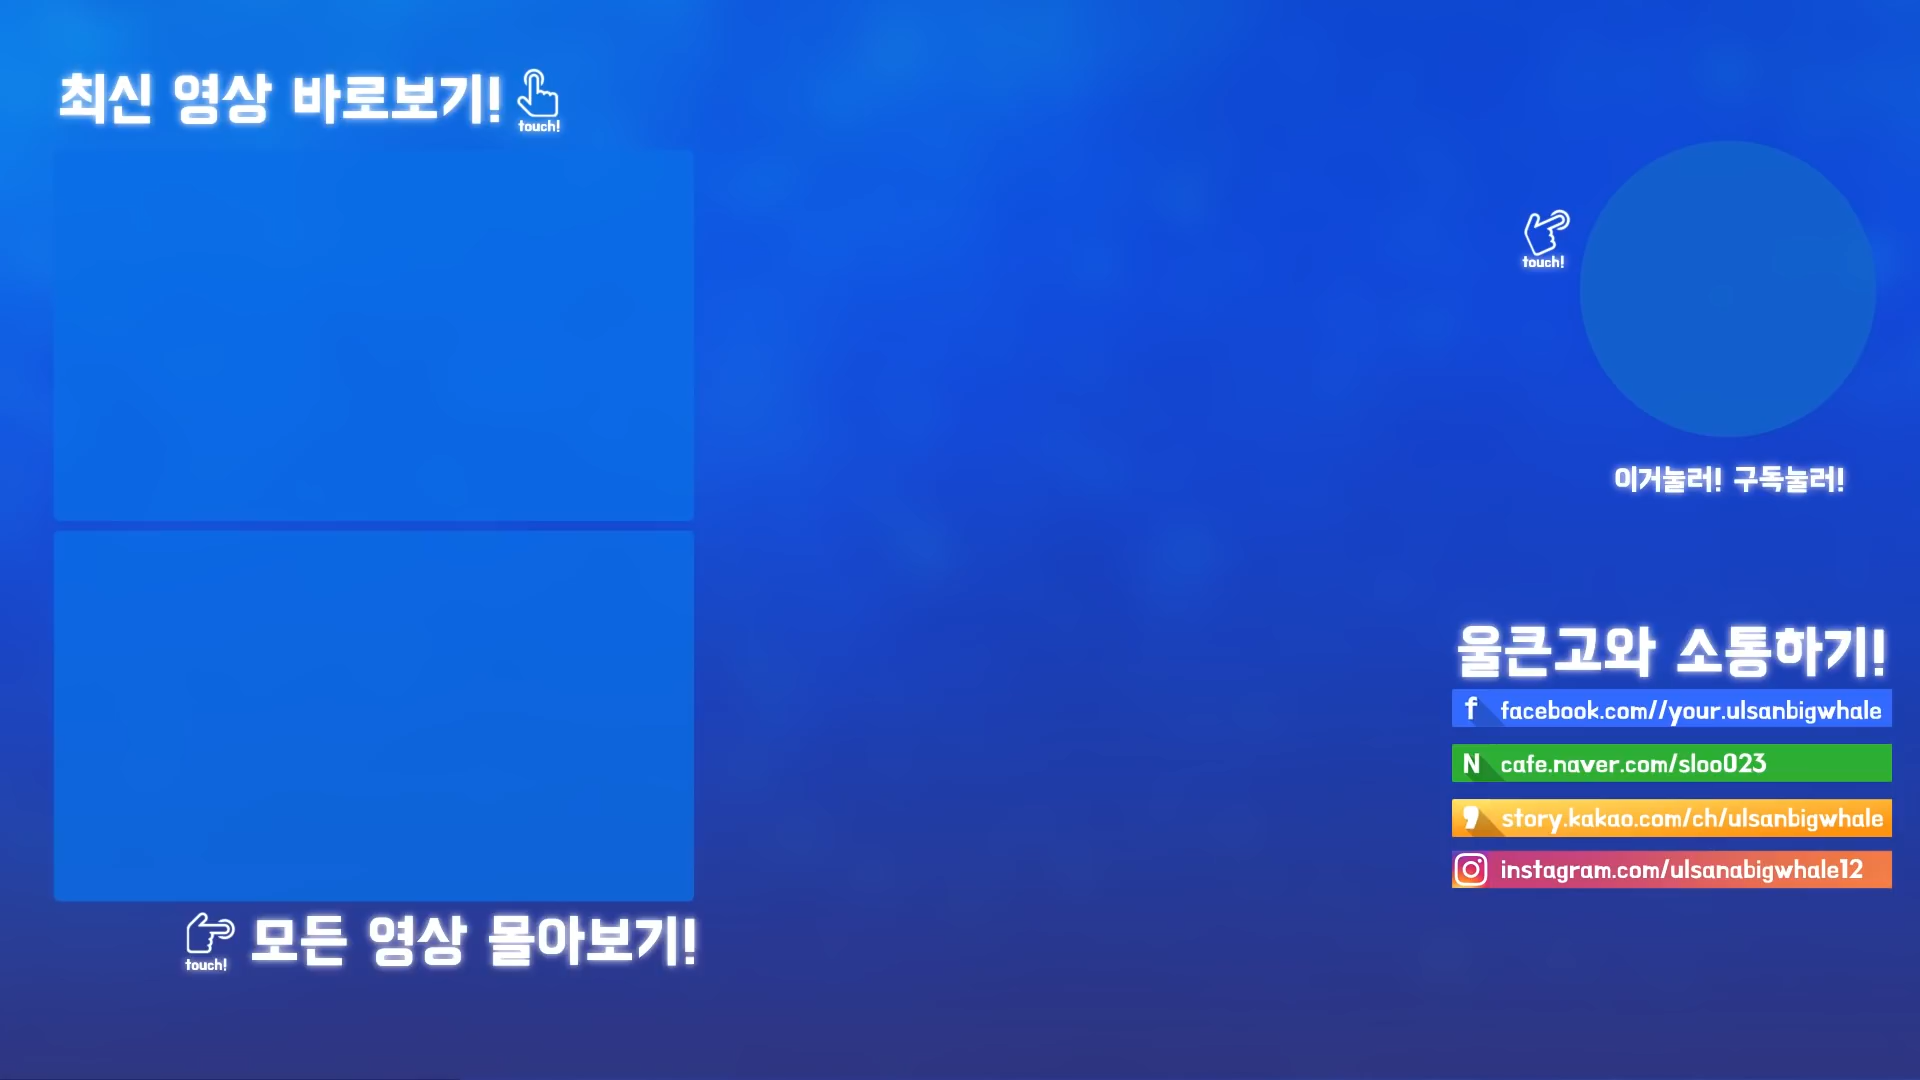 최신 영상 바로보기!
touch!
touch!
이거눌러! 구독눌러!
울큰고와 소통하기!
f facebook.com//your.ulsanbigwhale
N cafe.naver.com/sloo023
story.kakao.com/ch/ulsanbigwhale
instagram.com/ulsanabigwhale12
모든 영상 몰아보기!
touch!